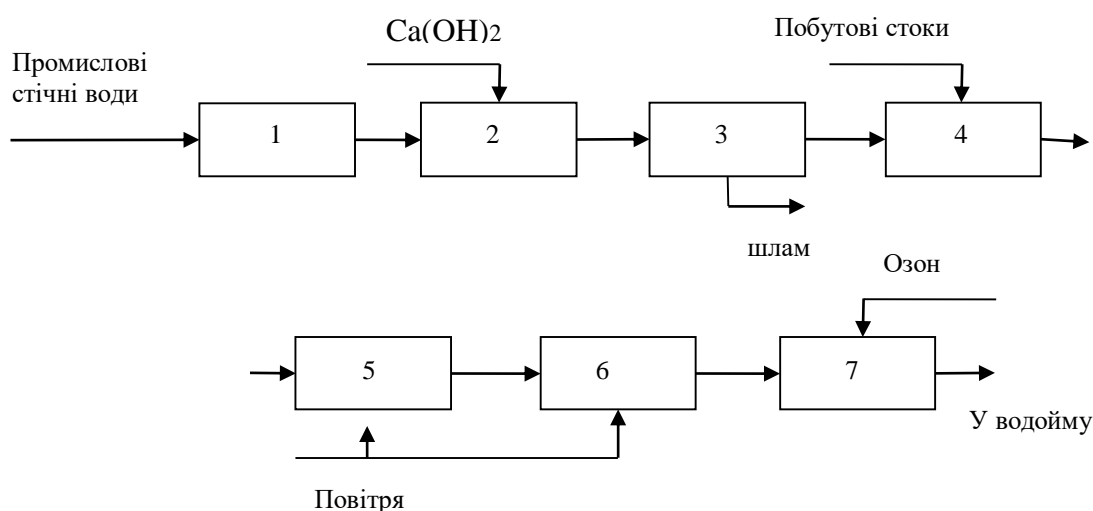 Ca(OH)2
Побутові стоки
Промислові
стічні води
1
2
3
4
шлам
Озон
5
6
7
У водойму
Повітря